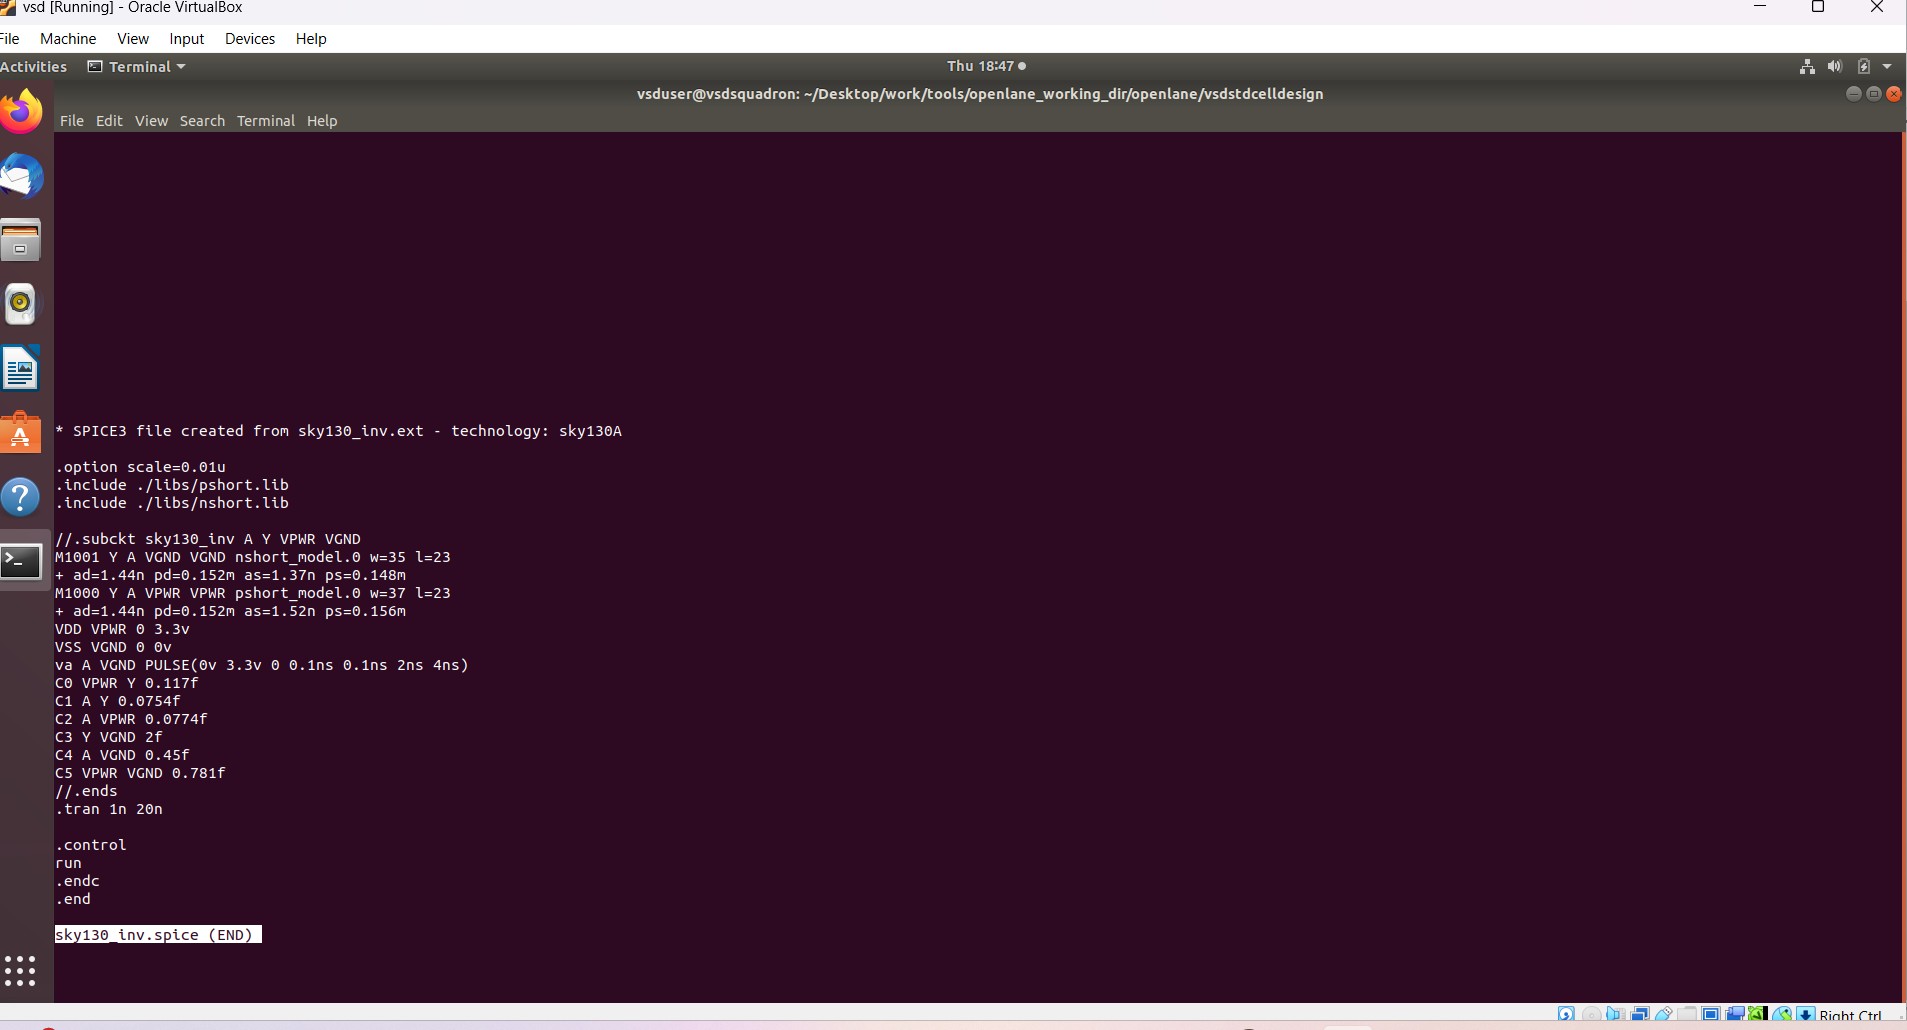 vsd [Running] - Oracle VirtualBox
File Machine View Input Devices Help
Activities Terminal Thu 18:47
vsduser@vsdsquadron: ~/Desktop/work/tools/openlane_working_dir/openlane/vsdstdcelldesign
File Edit View Search Terminal Help
* SPICE3 file created from sky130_inv.ext - technology: sky130A
.option scale=0.01u
.include ./libs/pshort.lib
.include ./libs/nshort.lib
//.subckt sky130_inv A Y VPWR VGND
M1001 Y A VGND VGND nshort_model.0 w=35 l=23
+ ad=1.44n pd=0.152m as=1.37n ps=0.148m
M1000 Y A VPWR VPWR pshort_model.0 w=37 l=23
+ ad=1.44n pd=0.152m as=1.52n ps=0.156m
VDD VPWR 0 3.3v
VSS VGND 0 0v
va A VGND PULSE(0v 3.3v 0 0.1ns 0.1ns 2ns 4ns)
C0 VPWR Y 0.117f
C1 A Y 0.0754f
C2 A VPWR 0.0774f
C3 Y VGND 2f
C4 A VGND 0.45f
C5 VPWR VGND 0.781f
//.ends
.tran 1n 20n
.control
run
.endc
.end
sky130_inv.spice (END)
Right Ctrl